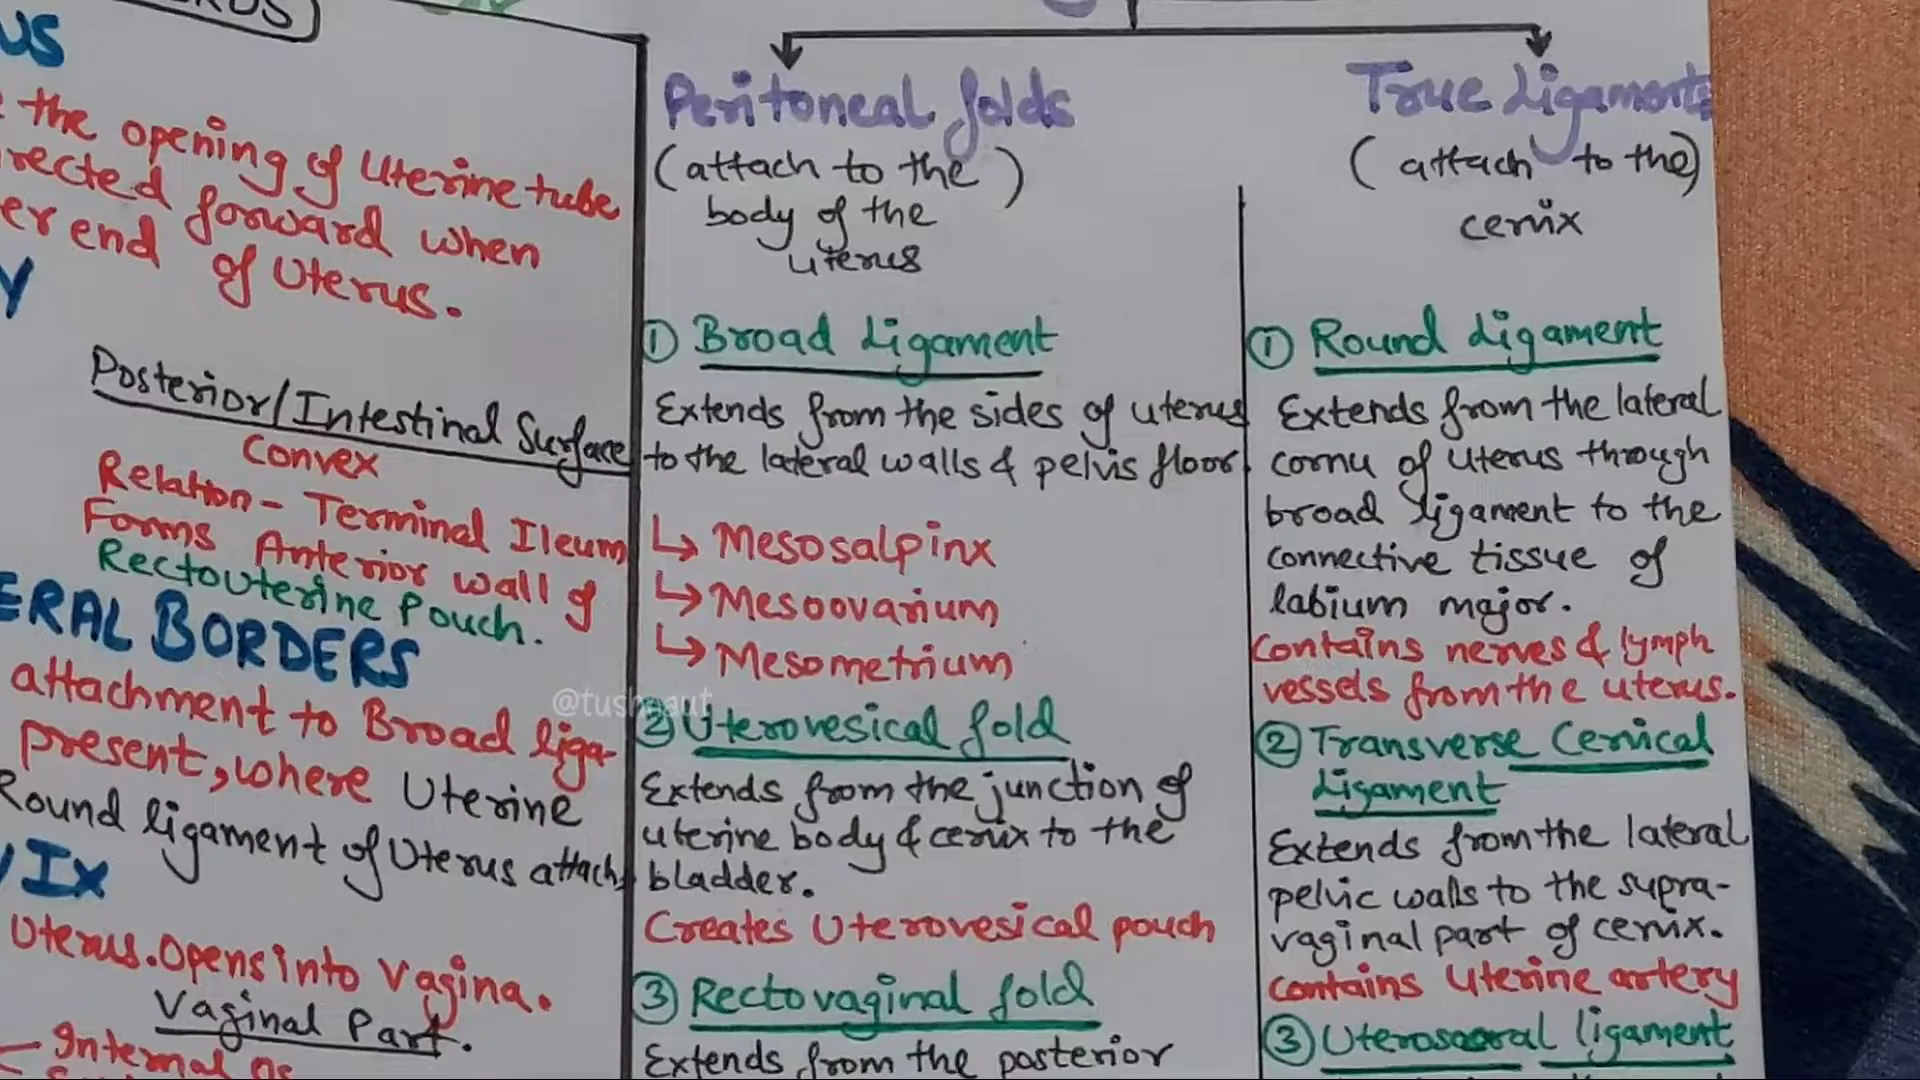 US
the opening of Uterine tube
rected forward when
er end of Uterus.
Y
Posterior/Intestinal Surface
Convex
Relation - Terminal Ileum
Forms Anterior wall of
Rectouterine Pouch.
ERAL BORDERS
attachment to Broad liga-
present, where Uterine
Round ligament of Uterus attach
IX
Uterus. Opens into Vagina.
Vaginal Part.
Internal Os
Peritoneal folds
(attach to the)
body of the
uterus
① Broad Ligament
Extends from the sides of uterus
to the lateral walls & pelvis floor.
↳ Mesosalpinx
↳ Mesoovarium
↳ Mesometrium
② Uterovesical fold
Extends from the junction of
uterine body & cervix to the
bladder.
Creates Uterovesical pouch
③ Rectovaginal fold
Extends from the posterior
True Ligaments
(attach to the)
cervix
① Round Ligament
Extends from the lateral
cornu of uterus through
broad ligament to the
connective tissue of
labium major.
Contains nerves & lymph
vessels from the uterus.
② Transverse Cervical
Ligament
Extends from the lateral
pelvic walls to the supra-
vaginal part of cervix.
contains Uterine artery
③ Uterosacral ligament